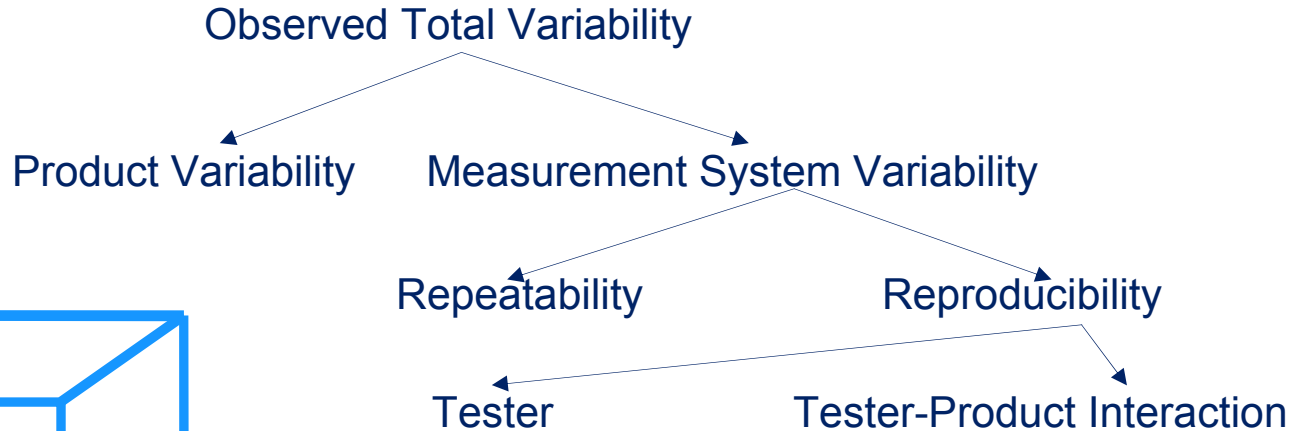 Observed Total Variability
Product Variability
Measurement System Variability
Repeatability
Reproducibility
Tester
Tester-Product Interaction